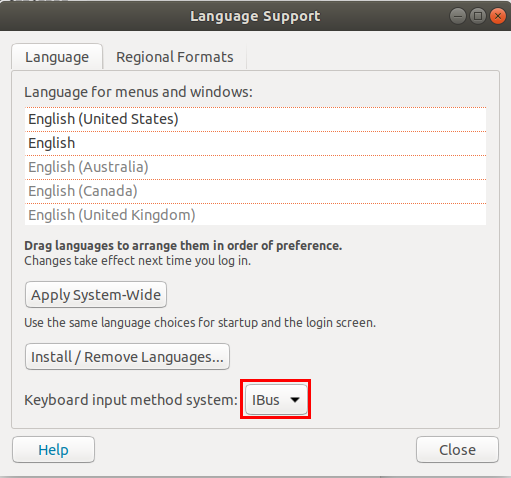 Language Support
Language
Regional Formats
Language for menus and windows:
English (United States)
English
English (Australia)
English (Canada)
English (United Kingdom)
Drag languages to arrange them in order of preference.
Changes take effect next time you log in.
Apply System-Wide
Use the same language choices for startup and the login screen.
Install / Remove Languages...
Keyboard input method system: IBus
Help
Close